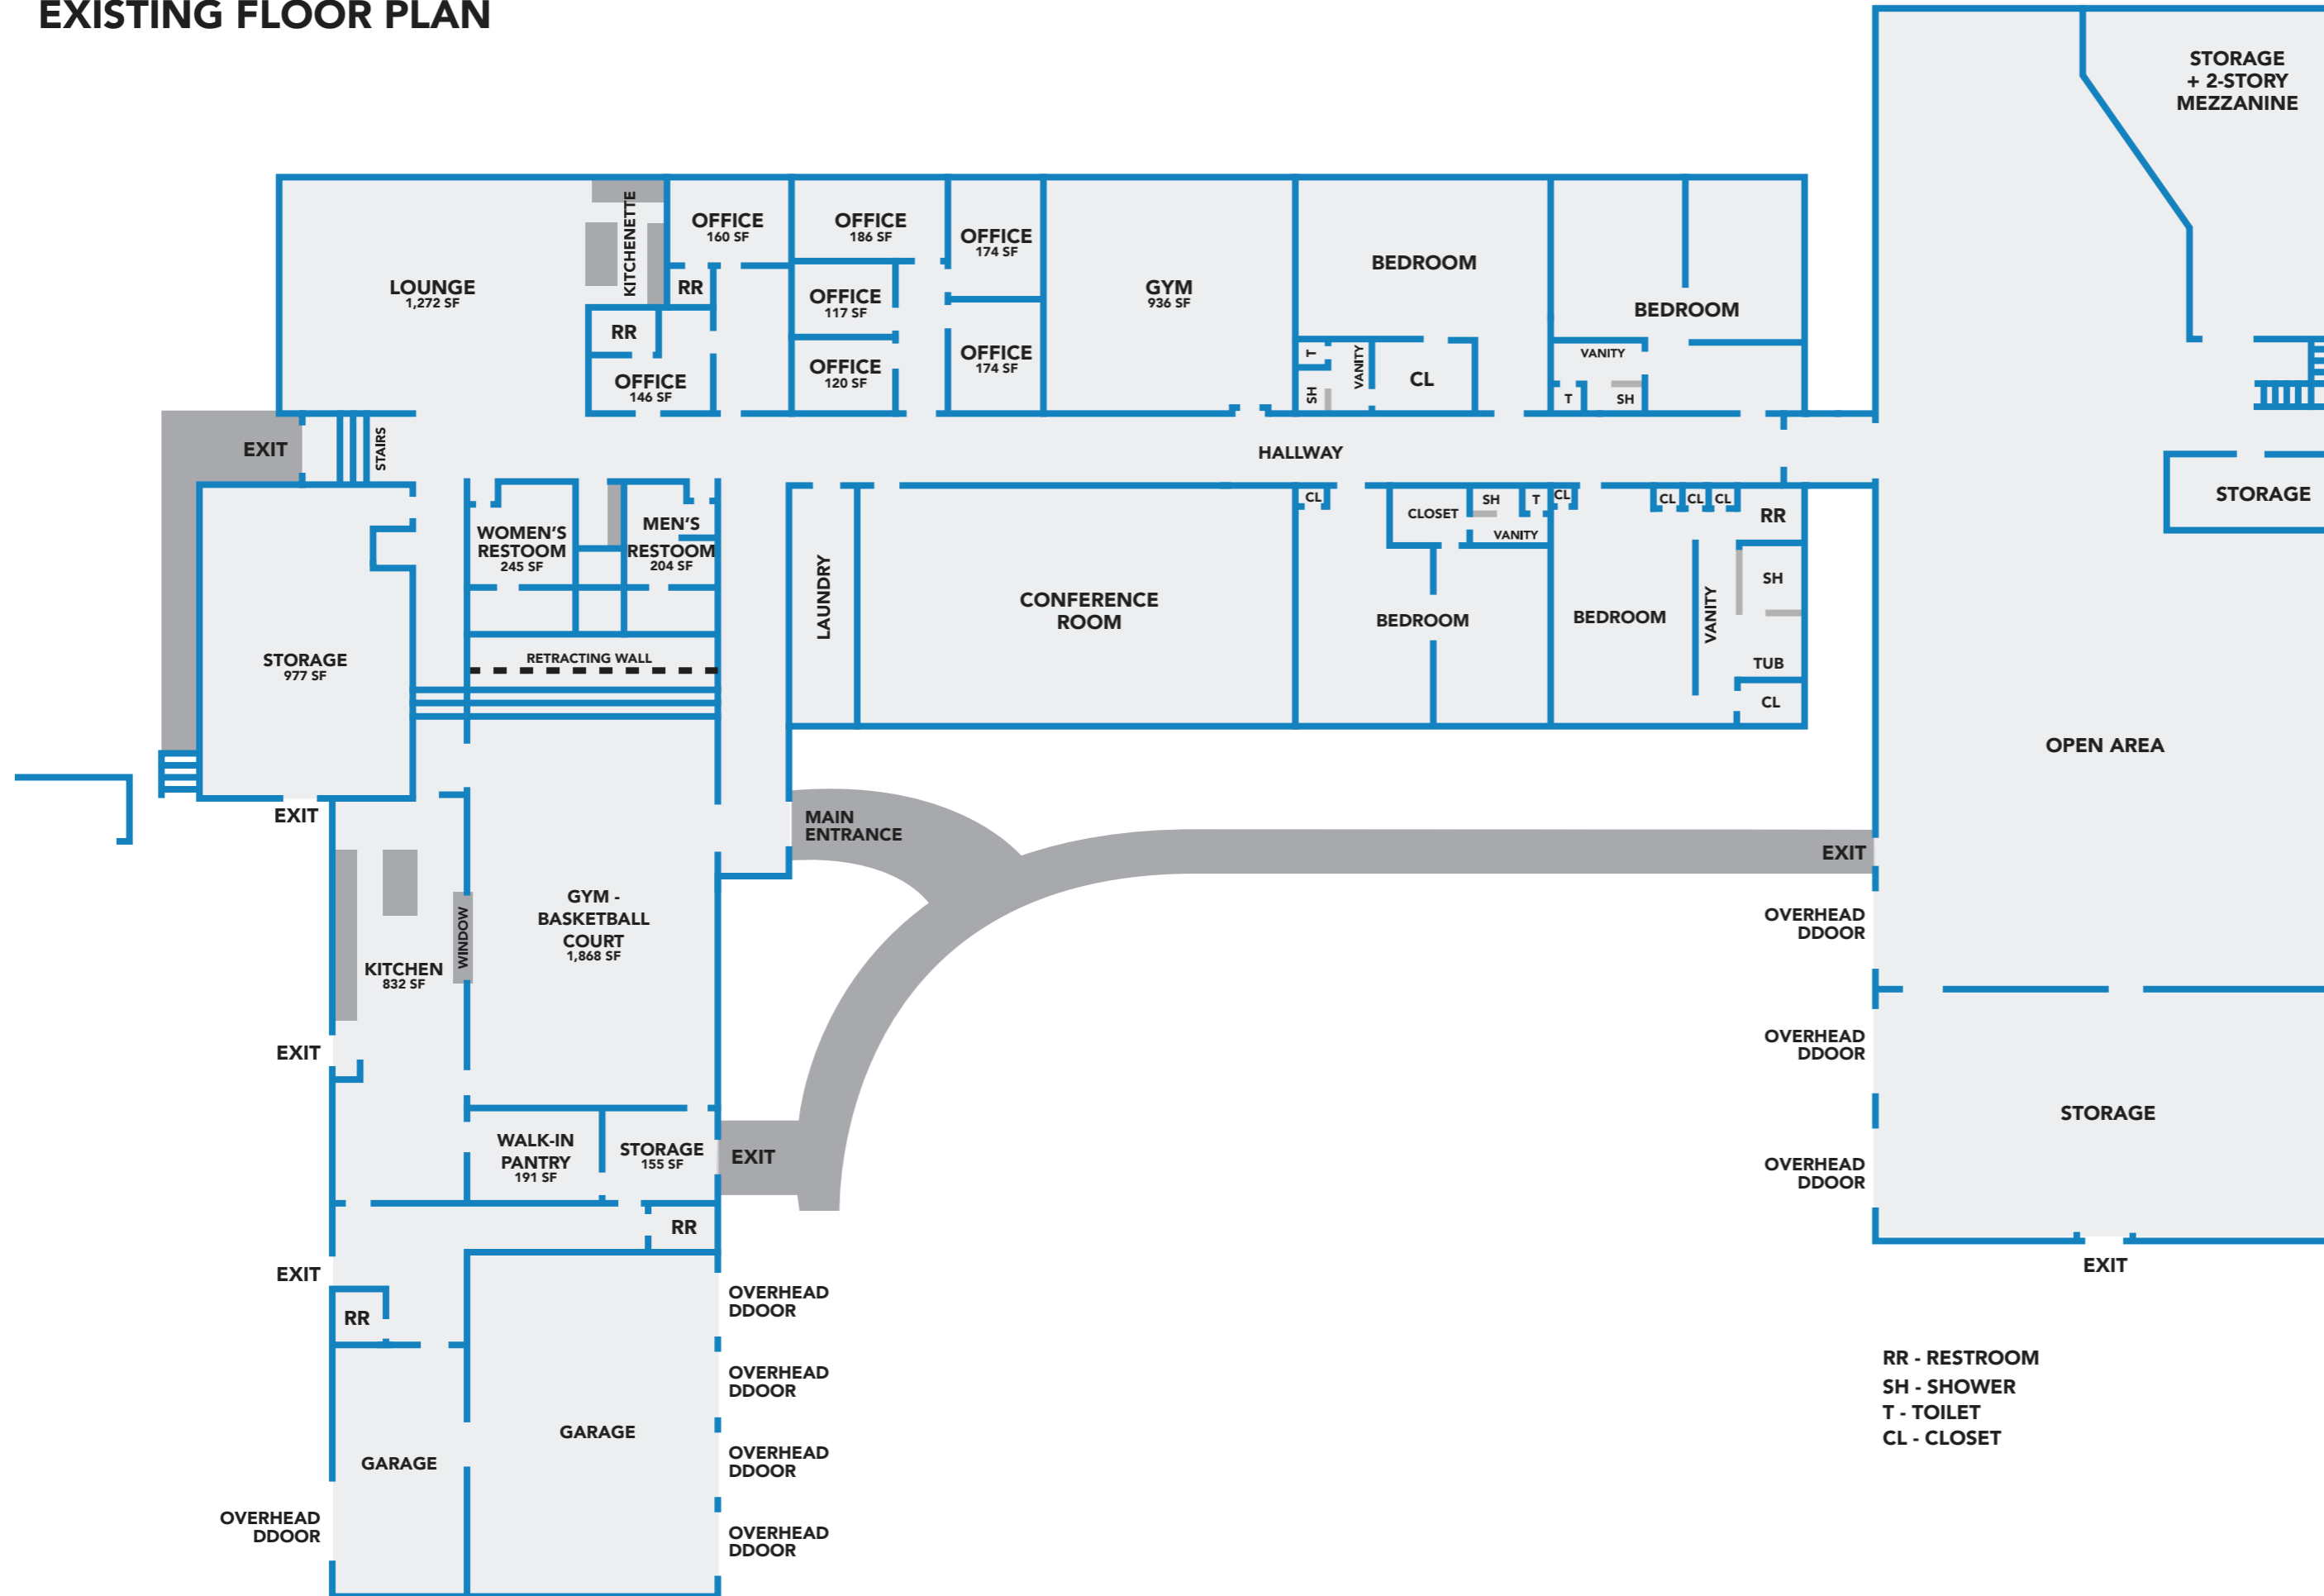 EXISTING FLOOR PLAN
STORAGE
+ 2-STORY
MEZZANINE
LOUNGE
1,272 SF
KITCHENETTE
OFFICE
160 SF
RR
RR
OFFICE
146 SF
OFFICE
186 SF
OFFICE
117 SF
OFFICE
120 SF
OFFICE
174 SF
OFFICE
174 SF
GYM
936 SF
BEDROOM
T
SH
VANITY
CL
BEDROOM
VANITY
T
SH
EXIT
STAIRS
HALLWAY
STORAGE
977 SF
WOMEN'S
RESTOOM
245 SF
MEN'S
RESTOOM
204 SF
RETRACTING WALL
LAUNDRY
CONFERENCE
ROOM
CL
CLOSET
SH
T
VANITY
BEDROOM
CL
BEDROOM
CL
CL
CL
RR
SH
VANITY
TUB
CL
STORAGE
OPEN AREA
EXIT
MAIN
ENTRANCE
EXIT
GYM -
BASKETBALL
COURT
1,868 SF
WINDOW
KITCHEN
832 SF
EXIT
OVERHEAD
DDOOR
OVERHEAD
DDOOR
STORAGE
OVERHEAD
DDOOR
EXIT
WALK-IN
PANTRY
191 SF
STORAGE
155 SF
EXIT
RR
EXIT
RR
OVERHEAD
DDOOR
OVERHEAD
DDOOR
OVERHEAD
DDOOR
OVERHEAD
DDOOR
GARAGE
GARAGE
OVERHEAD
DDOOR
RR - RESTROOM
SH - SHOWER
T - TOILET
CL - CLOSET